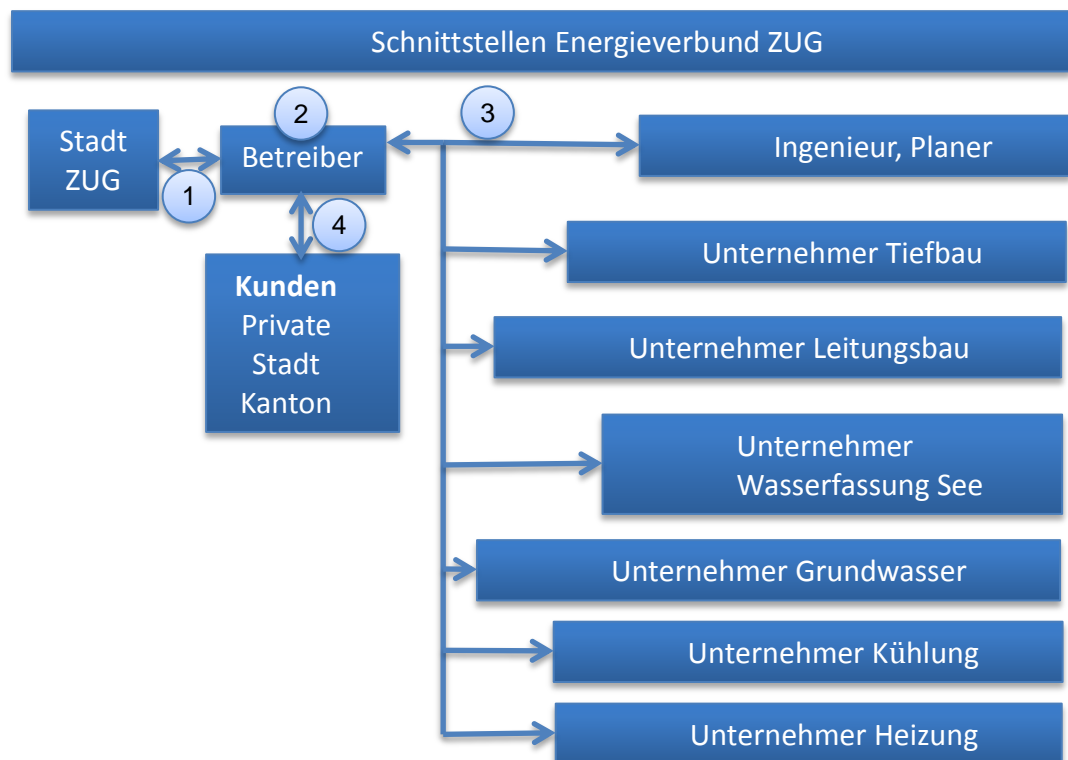 Schnittstellen Energieverbund ZUG
Stadt
ZUG
1
2
Betreiber
3
4
Kunden
Private
Stadt
Kanton
Ingenieur, Planer
Unternehmer Tiefbau
Unternehmer Leitungsbau
Unternehmer
Wasserfassung See
Unternehmer Grundwasser
Unternehmer Kühlung
Unternehmer Heizung